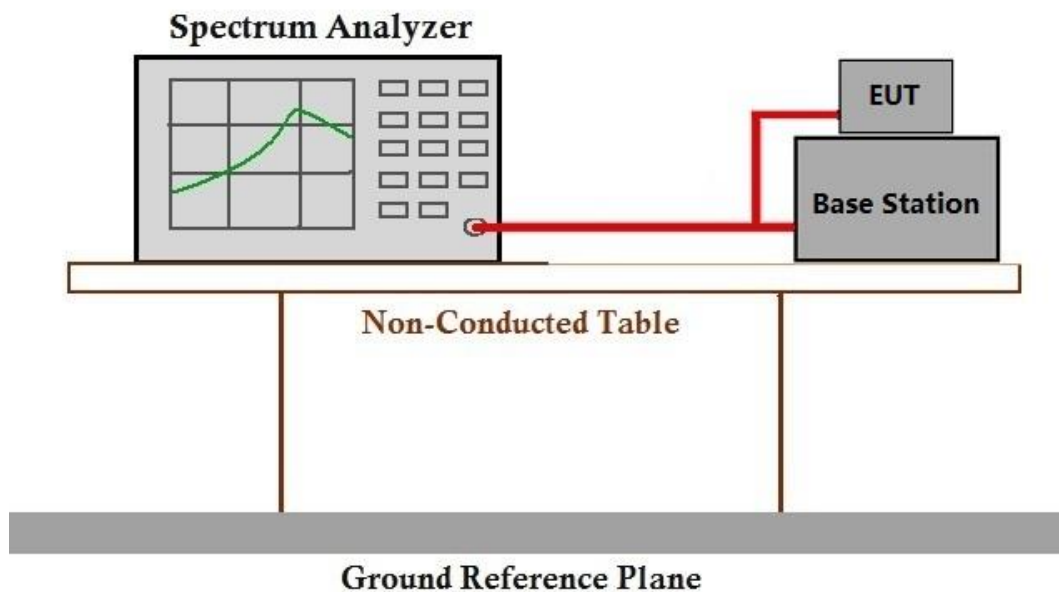 Spectrum Analyzer
EUT
Base Station
Non-Conducted Table
Ground Reference Plane